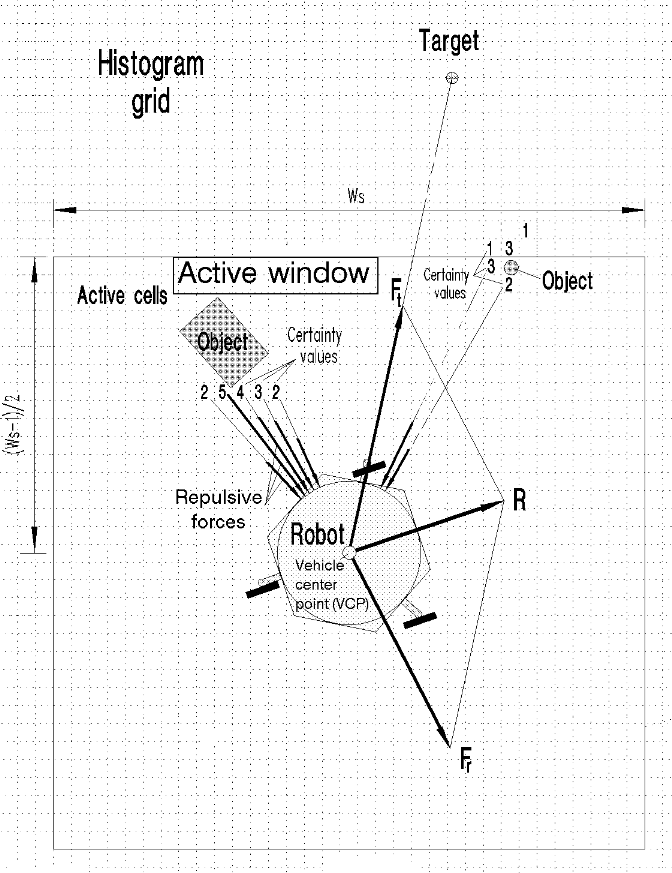 Target
Histogram
grid
Ws
1
1 3
3
2
Certainty
values
Object
Active window
Active cells
Ft
Object
Certainty
values
2 5 4 3 2
(Ws-1)/2
Repulsive
forces
R
Robot
Vehicle
center
point (VCP)
Fr